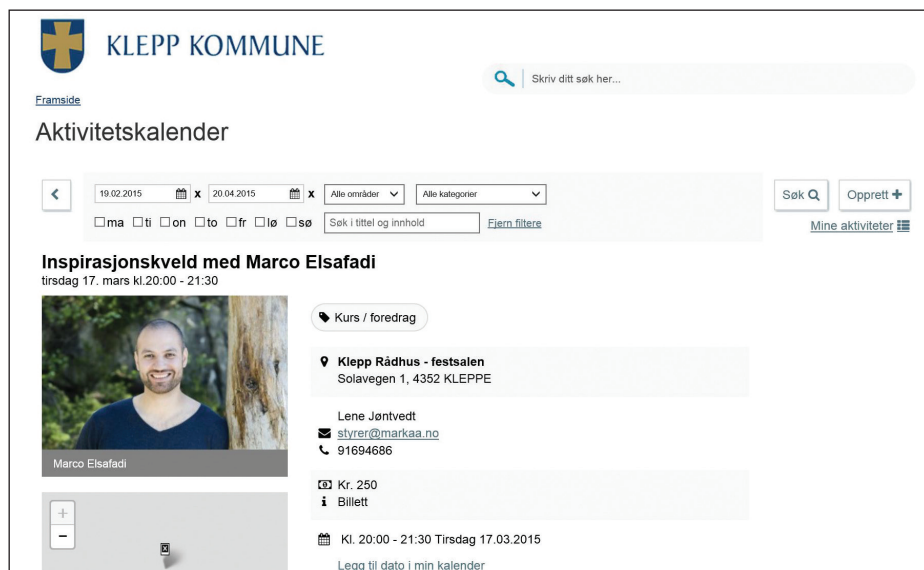 KLEPP KOMMUNE
Skriv ditt søk her...
Framside
Aktivitetskalender
19.02.2015 x 20.04.2015 x Alle områder Alle kategorier
Søk Opprett
ma ti on to fr lø sø Søk i tittel og innhold Fjern filtere
Mine aktiviteter
Inspirasjonskveld med Marco Elsafadi
tirsdag 17. mars kl.20:00 - 21:30
Kurs / foredrag
Klepp Rådhus - festsalen
Solavegen 1, 4352 KLEPPE
Lene Jøntvedt
styrer@markaa.no
91694686
Marco Elsafadi
Kr. 250
Billett
+
−
Kl. 20:00 - 21:30 Tirsdag 17.03.2015
Legg til dato i min kalender